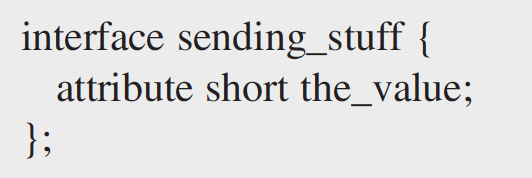 interface sending_stuff {
attribute short the_value;
};